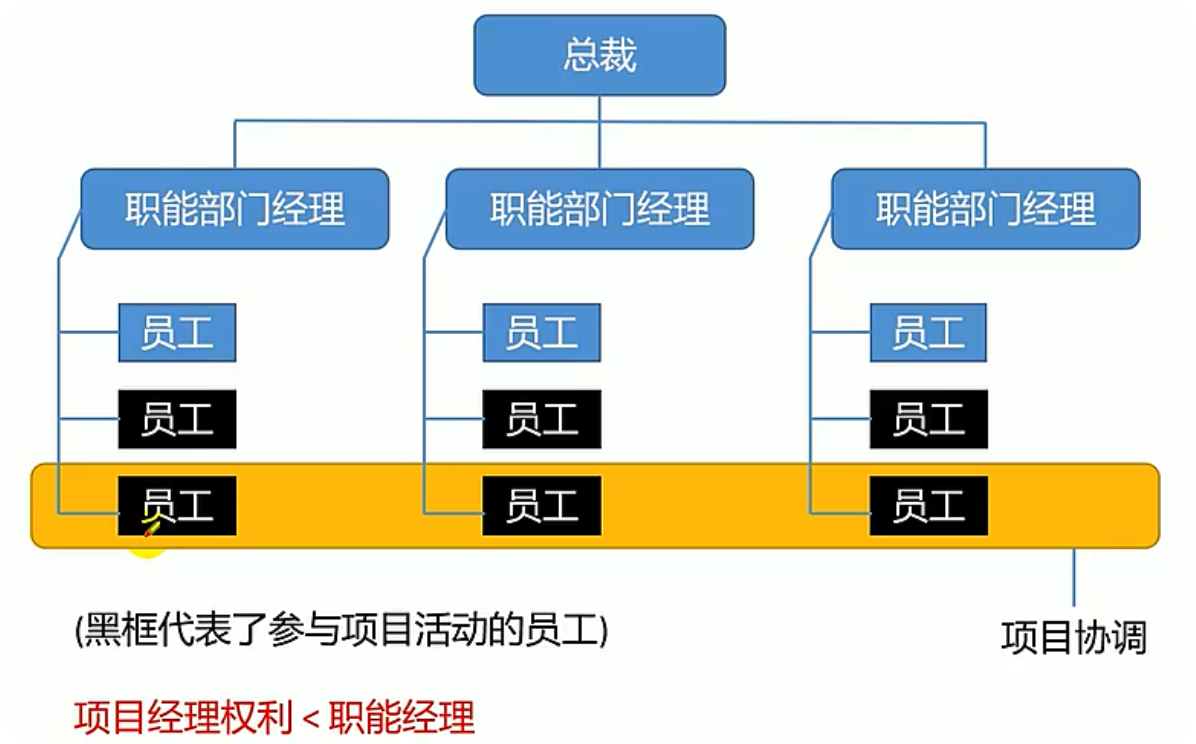 总裁
职能部门经理 职能部门经理 职能部门经理
员工 员工 员工
员工 员工 员工
员工 员工 员工
(黑框代表了参与项目活动的员工)
项目协调
项目经理权利 < 职能经理